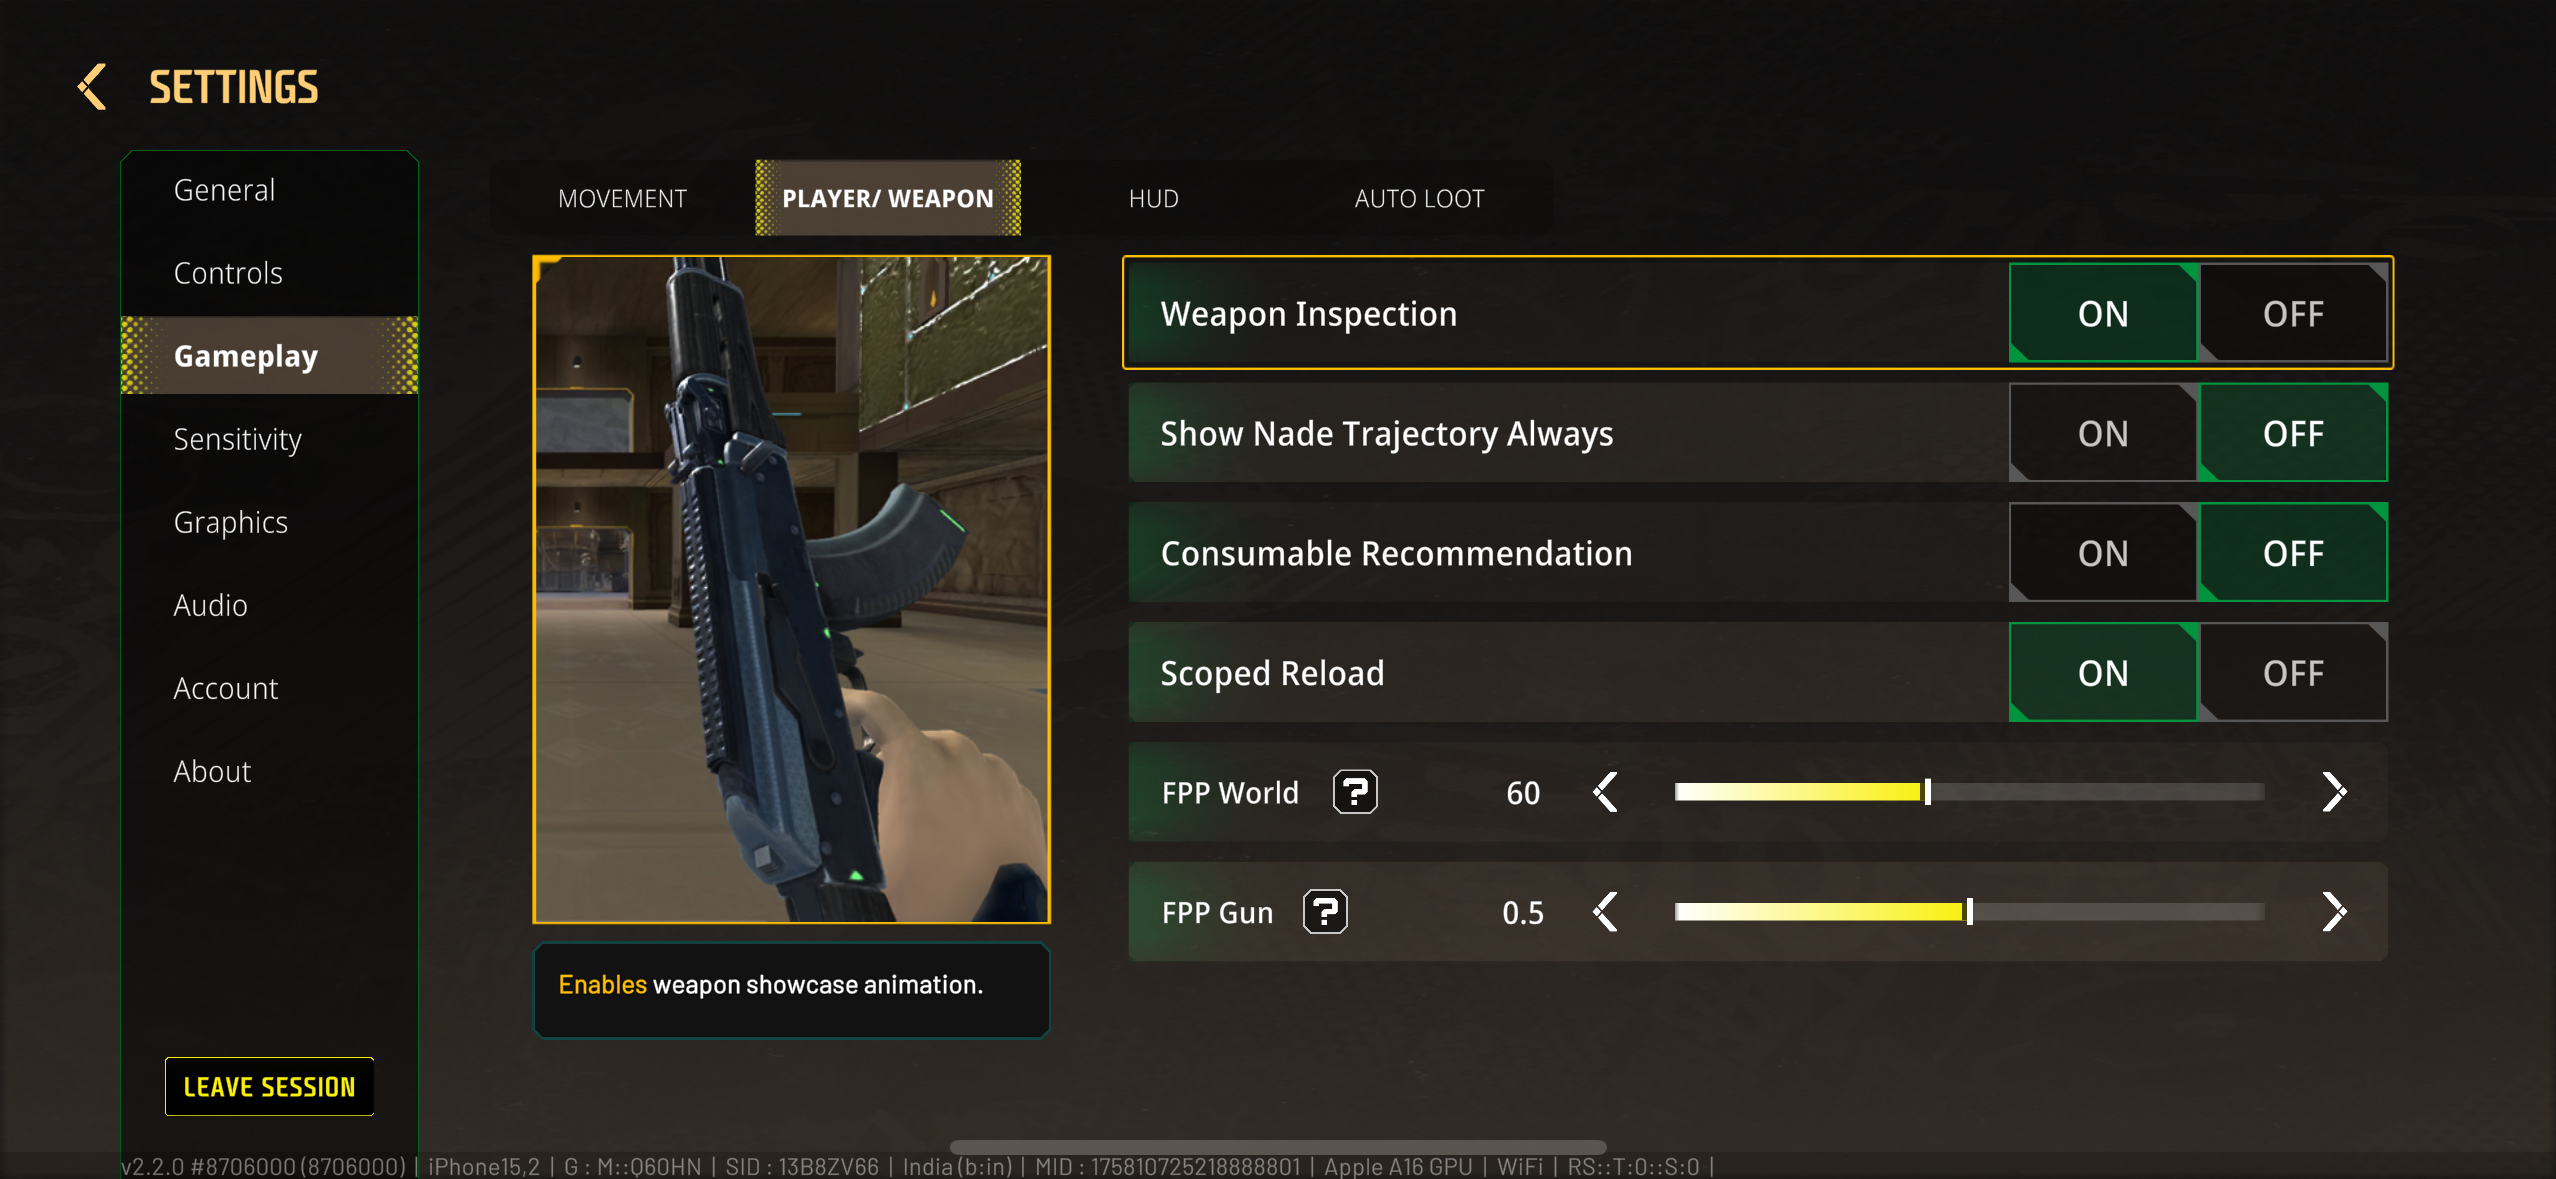 SETTINGS
General
Controls
Gameplay
Sensitivity
Graphics
Audio
Account
About
LEAVE SESSION
MOVEMENT
PLAYER/ WEAPON
HUD
AUTO LOOT
Enables weapon showcase animation.
Weapon Inspection ON OFF
Show Nade Trajectory Always ON OFF
Consumable Recommendation ON OFF
Scoped Reload ON OFF
FPP World ? 60
FPP Gun ? 0.5
v2.2.0 #8706000 (8706000) | iPhone15,2 | G : M::Q60HN | SID : 13B8ZV66 | India (b:in) | MID : 1758107252188888​01 | Apple A16 GPU | WiFi | RS::T:0::S:0 |